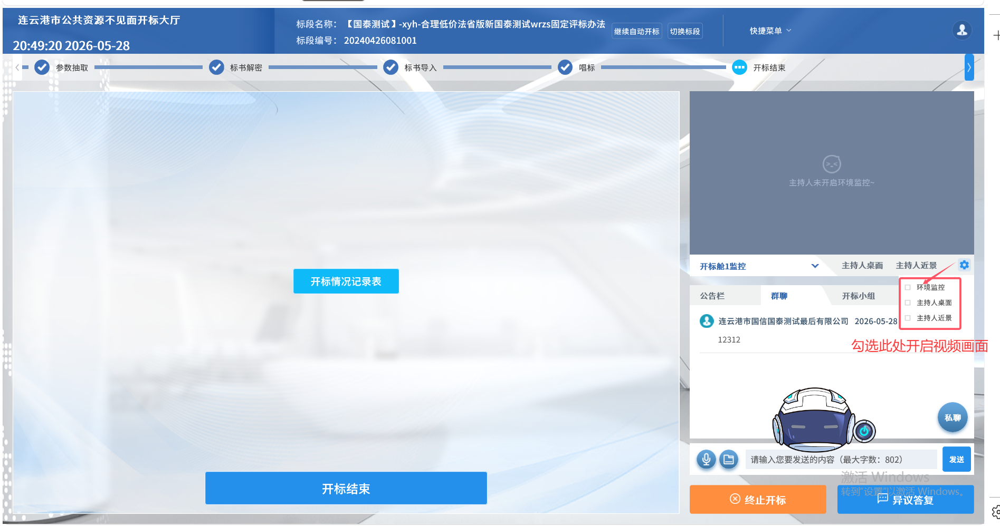 连云港市公共资源不见面开标大厅
20:49:20 2026-05-28
标段名称： 【国泰测试】-xyh-合理低价法省版新国泰测试wrzs固定评标办法
标段编号： 20240426081001
继续自动开标 切换标段
快捷菜单
参数抽取 标书解密 标书导入 唱标 开标结束
主持人未开启环境监控~
开标舱1监控 主持人桌面 主持人近景
环境监控
主持人桌面
主持人近景
公告栏 群聊 开标小组
连云港市国信国泰测试最后有限公司 2026-05-28
12312
勾选此处开启视频画面
开标情况记录表
私聊
请输入您要发送的内容（最大字数：802）
发送
激活 Windows
转到"设置"以激活 Windows。
开标结束
终止开标
异议答复